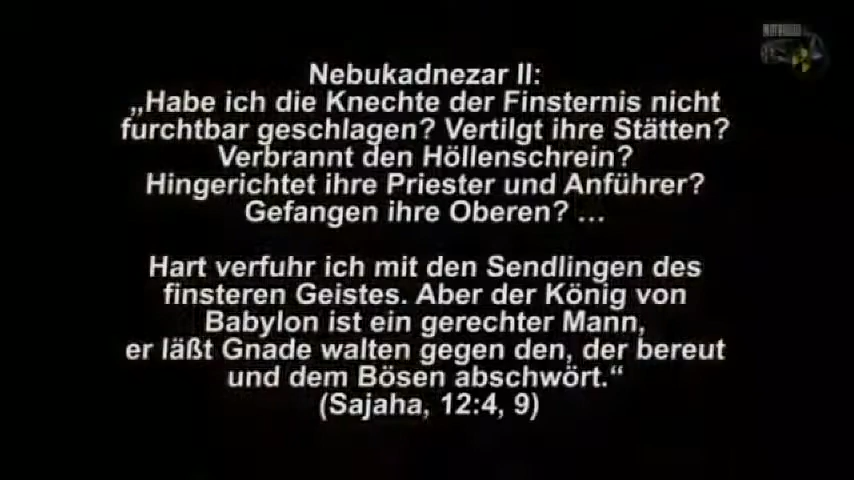 Nebukadnezar II:
„Habe ich die Knechte der Finsternis nicht
furchtbar geschlagen? Vertilgt ihre Stätten?
Verbrannt den Höllenschrein?
Hingerichtet ihre Priester und Anführer?
Gefangen ihre Oberen? ...
Hart verfuhr ich mit den Sendlingen des
finsteren Geistes. Aber der König von
Babylon ist ein gerechter Mann,
er läßt Gnade walten gegen den, der bereut
und dem Bösen abschwört.“
(Sajaha, 12:4, 9)